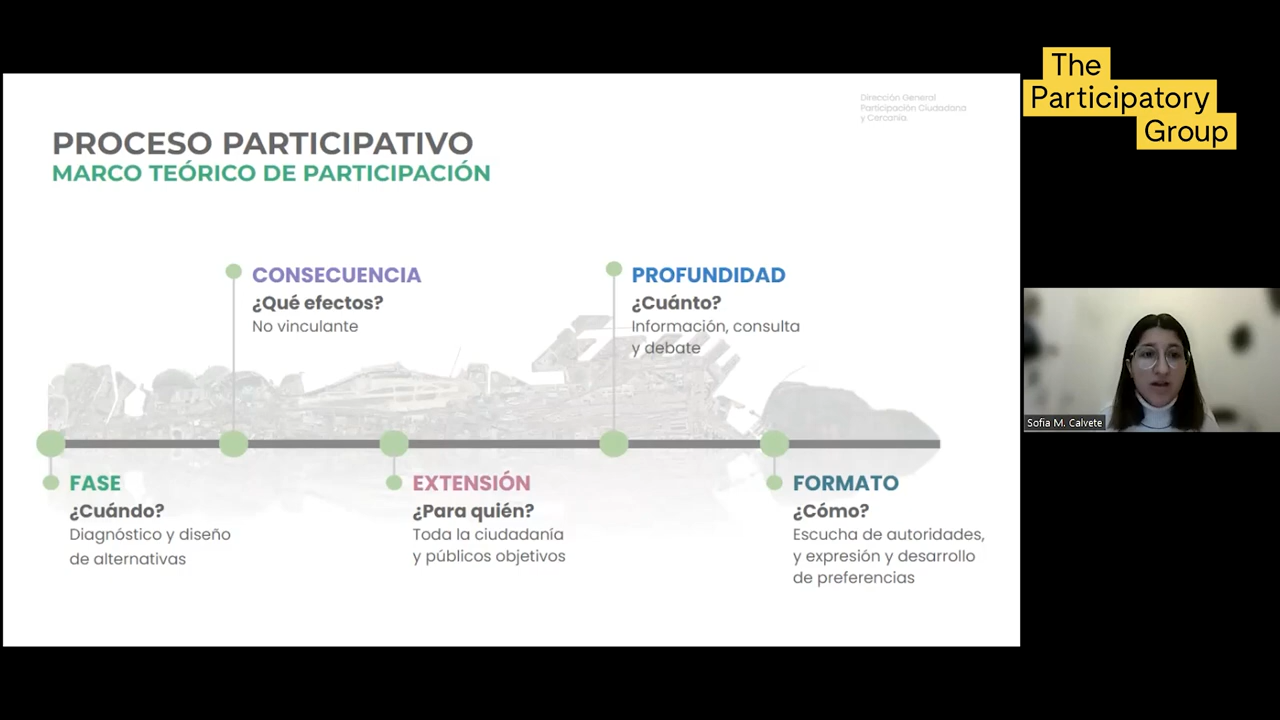 Dirección General
Participación Ciudadana
y Cercanía.
PROCESO PARTICIPATIVO
MARCO TEÓRICO DE PARTICIPACIÓN
CONSECUENCIA
¿Qué efectos?
No vinculante
PROFUNDIDAD
¿Cuánto?
Información, consulta
y debate
FASE
¿Cuándo?
Diagnóstico y diseño
de alternativas
EXTENSIÓN
¿Para quién?
Toda la ciudadanía
y públicos objetivos
FORMATO
¿Cómo?
Escucha de autoridades,
y expresión y desarrollo
de preferencias
The
Participatory
Group
Sofía M. Calvete